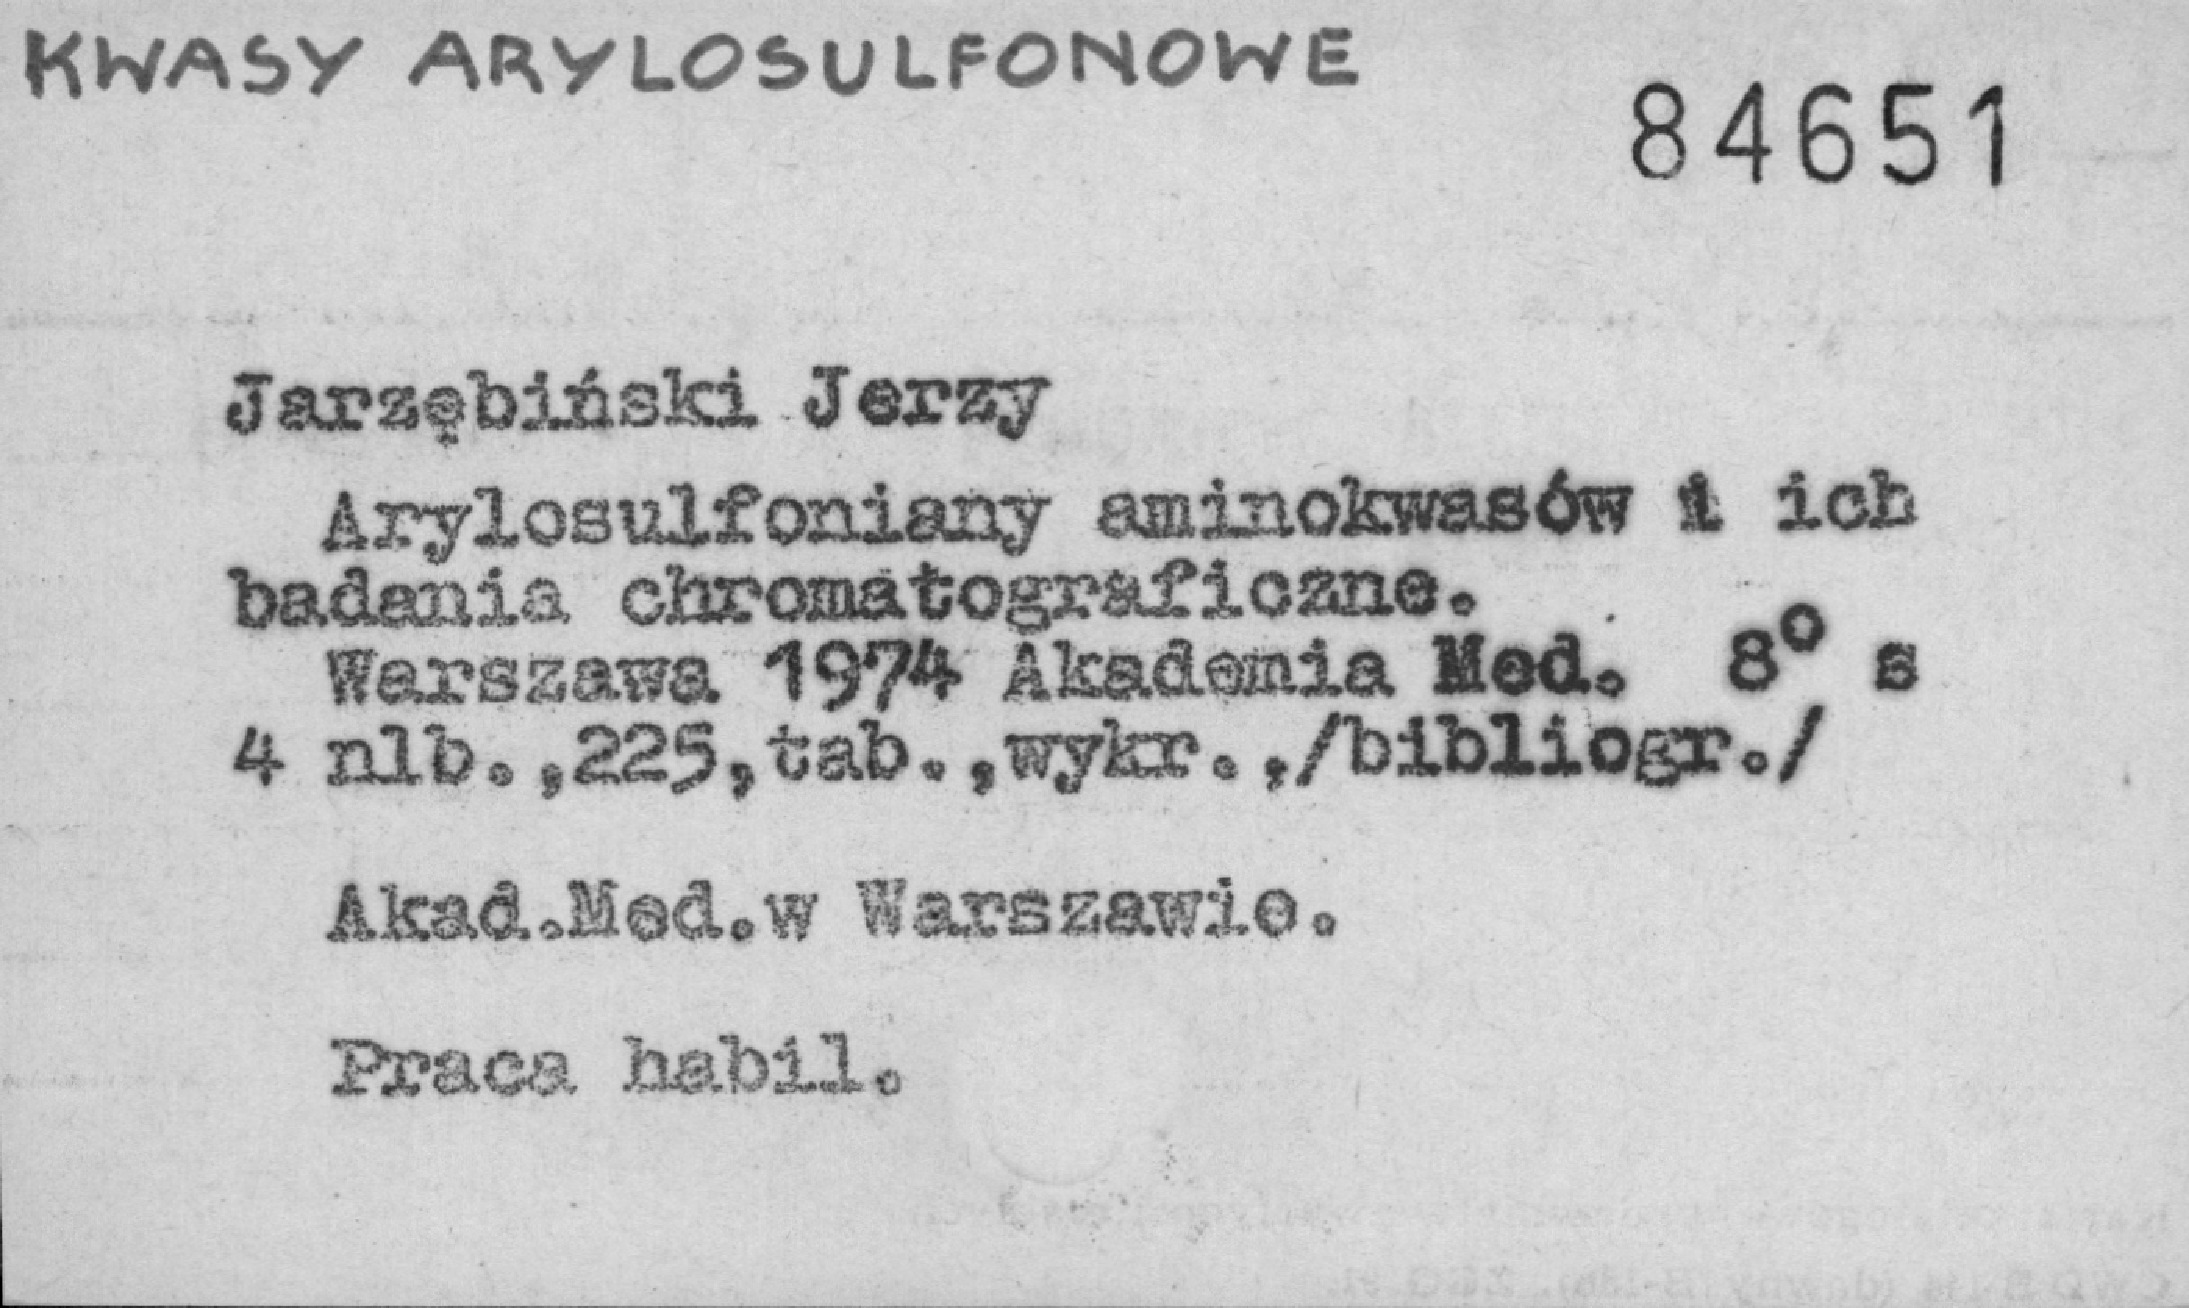 KWASY ARYLOSULFONOWE
84651
Jarzębiński Jerzy
Arylosulfoniany aminokwasów i ich
badania chromatograficzne.
Warszawa 1974 Akademia Med. 8° s
4 nlb.,225,tab.,wykr.,/bibliogr./
Akad.Med.w Warszawie.
Praca habil.